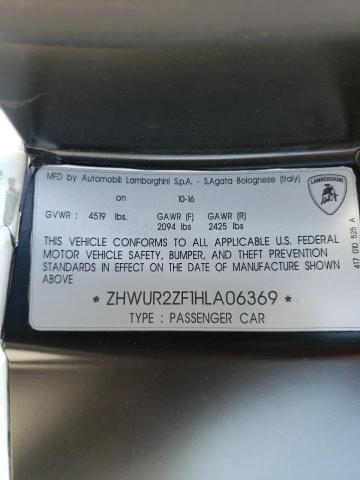 MFD by Automobili Lamborghini S.p.A. - S.Agata Bolognese (Italy)
on 10-16
GVWR : 4519 lbs. GAWR (F) GAWR (R)
2094 lbs 2425 lbs
THIS VEHICLE CONFORMS TO ALL APPLICABLE U.S. FEDERAL
MOTOR VEHICLE SAFETY, BUMPER, AND THEFT PREVENTION
STANDARDS IN EFFECT ON THE DATE OF MANUFACTURE SHOWN
ABOVE
* ZHWUR2ZF1HLA06369 *
TYPE : PASSENGER CAR
LAMBORGHINI
417 010 525 A